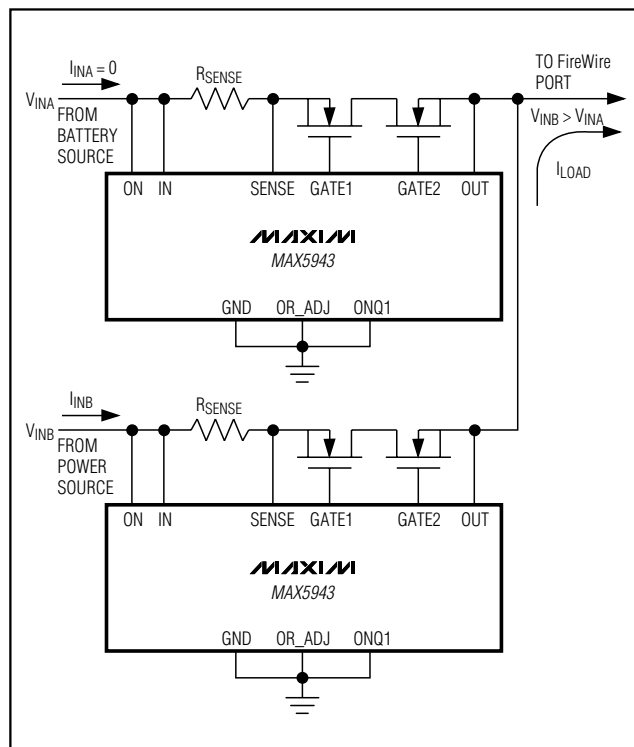 I_INA = 0
R_SENSE
TO FireWire
PORT
V_INA
FROM
BATTERY
SOURCE
V_INB > V_INA
I_LOAD
ON IN SENSE GATE1 GATE2 OUT
MAXIM
MAX5943
GND OR_ADJ ONQ1
I_INB
R_SENSE
V_INB
FROM
POWER
SOURCE
ON IN SENSE GATE1 GATE2 OUT
MAXIM
MAX5943
GND OR_ADJ ONQ1